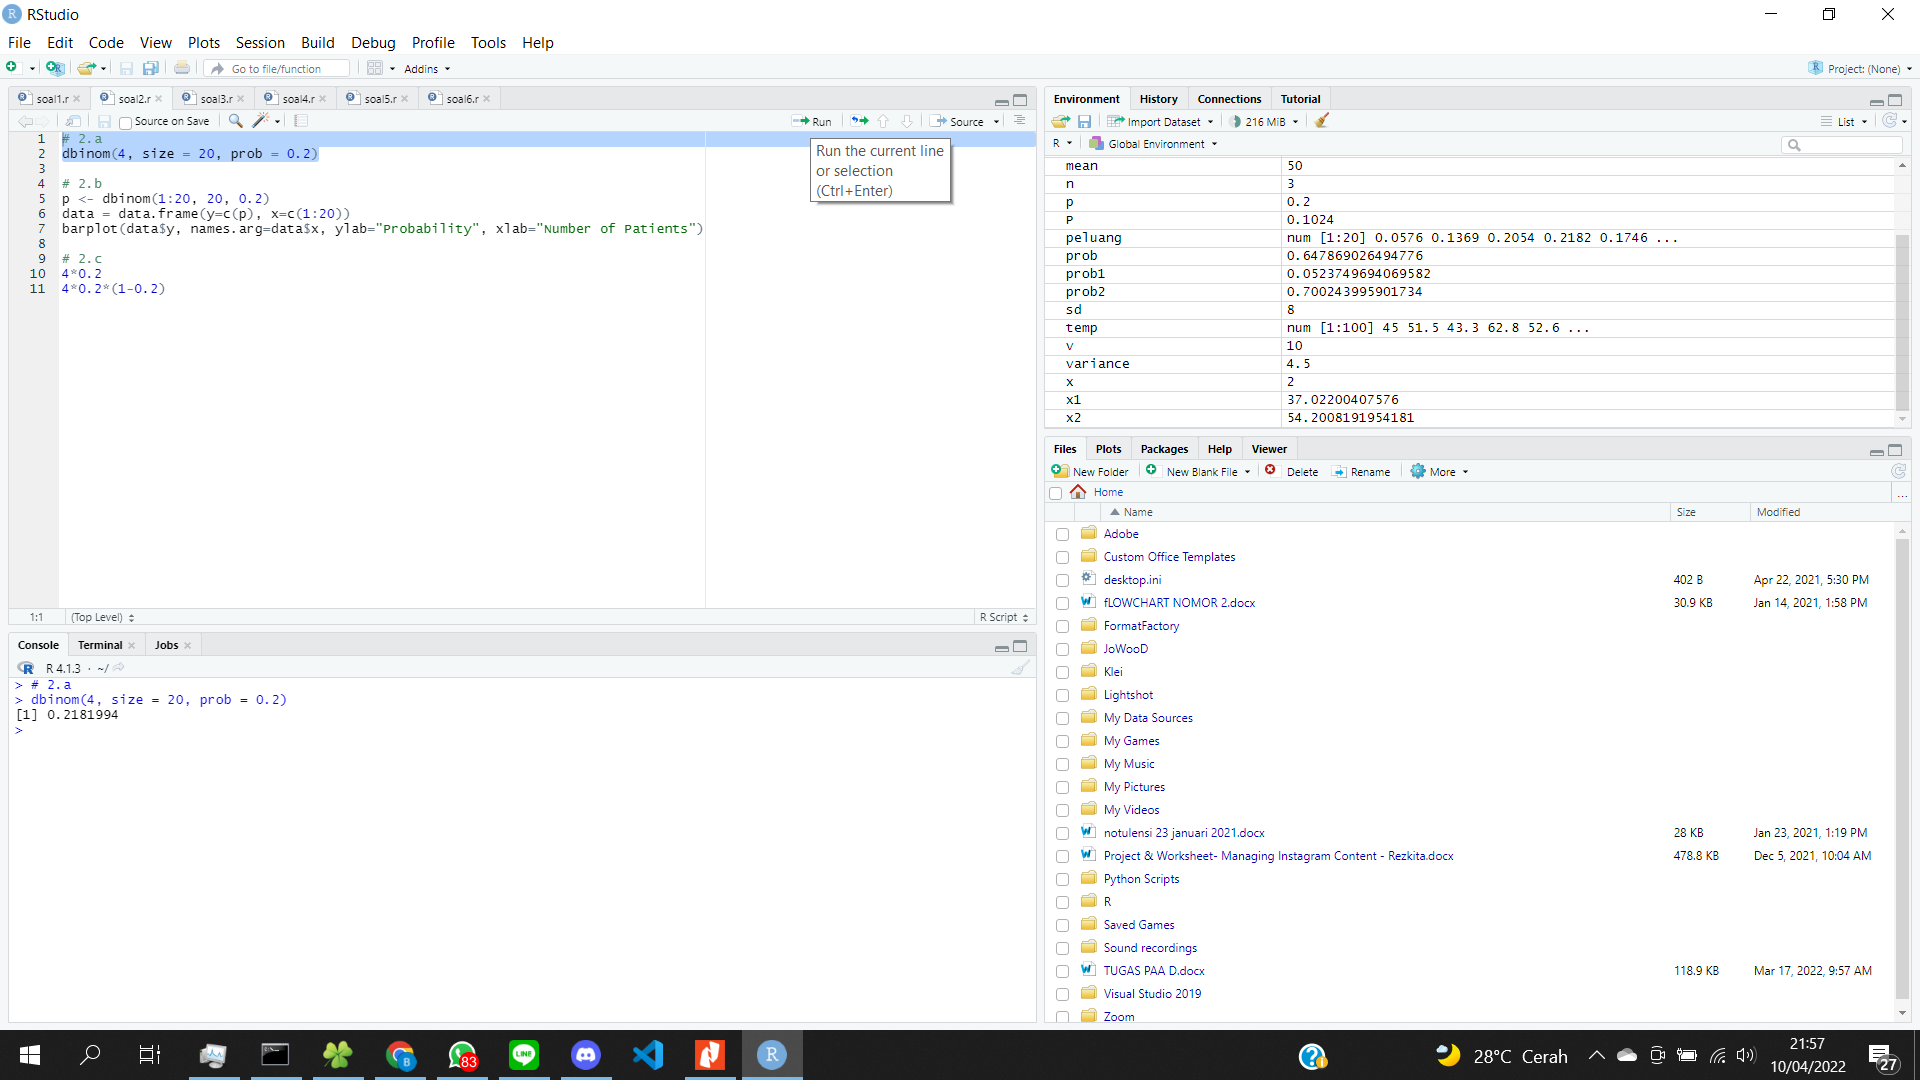 RStudio
File Edit Code View Plots Session Build Debug Profile Tools Help
Go to file/function Addins Project: (None)
soal1.r soal2.r soal3.r soal4.r soal5.r soal6.r
Source on Save Run Source
1 # 2.a
2 dbinom(4, size = 20, prob = 0.2)
3
4 # 2.b
5 p <- dbinom(1:20, 20, 0.2)
6 data = data.frame(y=c(p), x=c(1:20))
7 barplot(data$y, names.arg=data$x, ylab="Probability", xlab="Number of Patients")
8
9 # 2.c
10 4*0.2
11 4*0.2*(1-0.2)
Run the current line
or selection
(Ctrl+Enter)
1:1 (Top Level) R Script
Console Terminal Jobs
R 4.1.3 · ~/
> # 2.a
> dbinom(4, size = 20, prob = 0.2)
[1] 0.2181994
>
Environment History Connections Tutorial
Import Dataset 216 MiB List
R Global Environment
mean 50
n 3
p 0.2
P 0.1024
peluang num [1:20] 0.0576 0.1369 0.2054 0.2182 0.1746 ...
prob 0.647869026494776
prob1 0.0523749694069582
prob2 0.700243995901734
sd 8
temp num [1:100] 45 51.5 43.3 62.8 52.6 ...
v 10
variance 4.5
x 2
x1 37.02200407576
x2 54.2008191954181
Files Plots Packages Help Viewer
New Folder New Blank File Delete Rename More
Home ...
Name Size Modified
Adobe
Custom Office Templates
desktop.ini 402 B Apr 22, 2021, 5:30 PM
fLOWCHART NOMOR 2.docx 30.9 KB Jan 14, 2021, 1:58 PM
FormatFactory
JoWooD
Klei
Lightshot
My Data Sources
My Games
My Music
My Pictures
My Videos
notulensi 23 januari 2021.docx 28 KB Jan 23, 2021, 1:19 PM
Project & Worksheet- Managing Instagram Content - Rezkita.docx 478.8 KB Dec 5, 2021, 10:04 AM
Python Scripts
R
Saved Games
Sound recordings
TUGAS PAA D.docx 118.9 KB Mar 17, 2022, 9:57 AM
Visual Studio 2019
Zoom
83 LINE R 28°C Cerah 21:57
10/04/2022 27